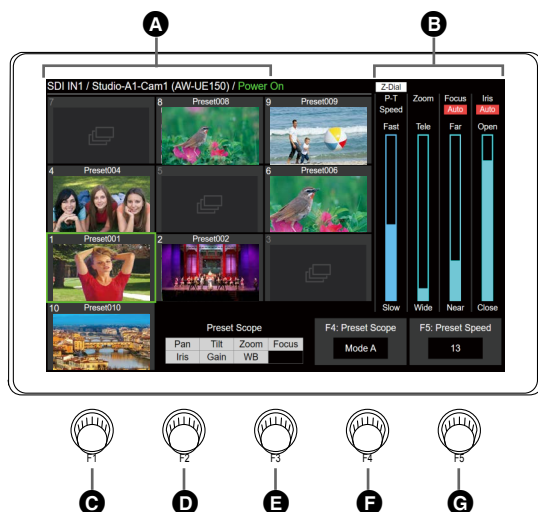 A
B
SDI IN1 / Studio-A1-Cam1 (AW-UE150) / Power On
Z-Dial
P-T Speed
Zoom
Focus
Iris
Auto
Auto
Fast
Tele
Far
Open
7
8 Preset008
9 Preset009
4 Preset004
5
6 Preset006
1 Preset001
2 Preset002
3
Slow
Wide
Near
Close
10 Preset010
Preset Scope
Pan Tilt Zoom Focus
Iris Gain WB
F4: Preset Scope
Mode A
F5: Preset Speed
13
F1
F2
F3
F4
F5
C
D
E
F
G